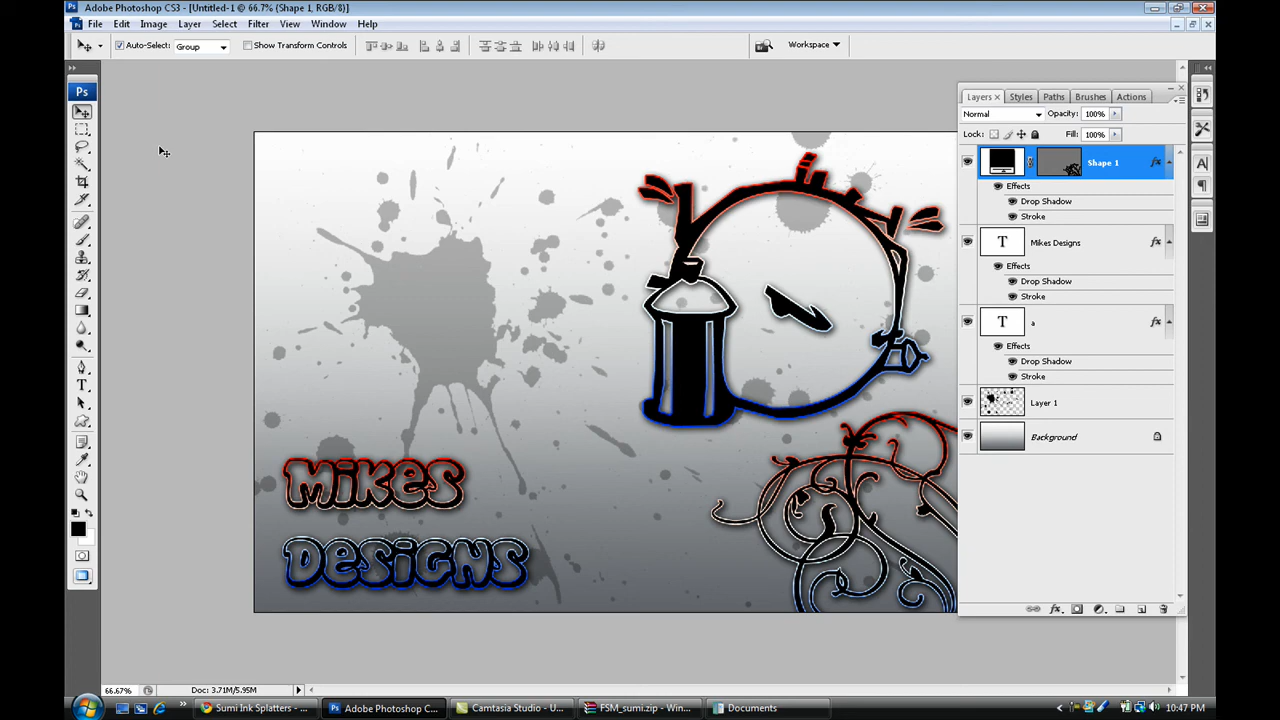 Adobe Photoshop CS3 - [Untitled-1 @ 66.7% (Shape 1, RGB/8)]
File Edit Image Layer Select Filter View Window Help
Auto-Select: Group Show Transform Controls Workspace
Ps
Layers Styles Paths Brushes Actions
Normal Opacity: 100%
Lock: Fill: 100%
Shape 1
Effects
Drop Shadow
Stroke
T Mikes Designs
Effects
Drop Shadow
Stroke
T a
Effects
Drop Shadow
Stroke
Layer 1
Background
Mikes
Designs
66.67% Doc: 3.71M/5.95M
Sumi Ink Splatters - ... Adobe Photoshop C... Camtasia Studio - U... FSM_sumi.zip - Win... Documents 10:47 PM